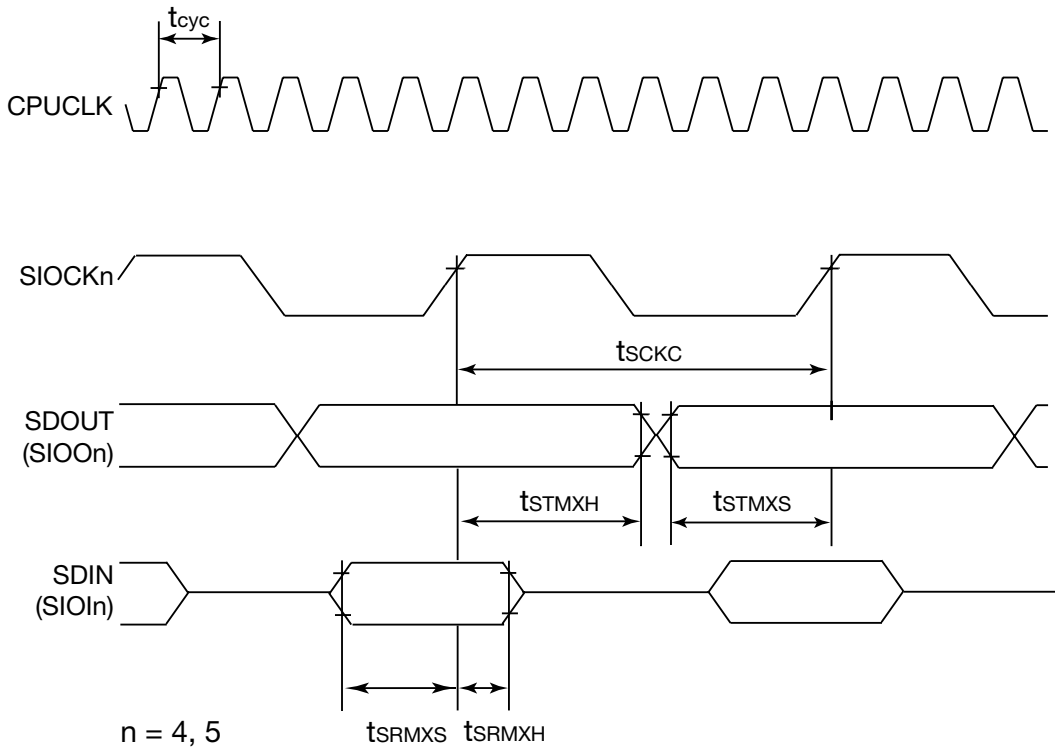 tcyc
CPUCLK
SIOCKn
tSCKC
SDOUT
(SIOOn)
tSTMXH
tSTMXS
SDIN
(SIOIn)
tSRMXS
tSRMXH
n = 4, 5